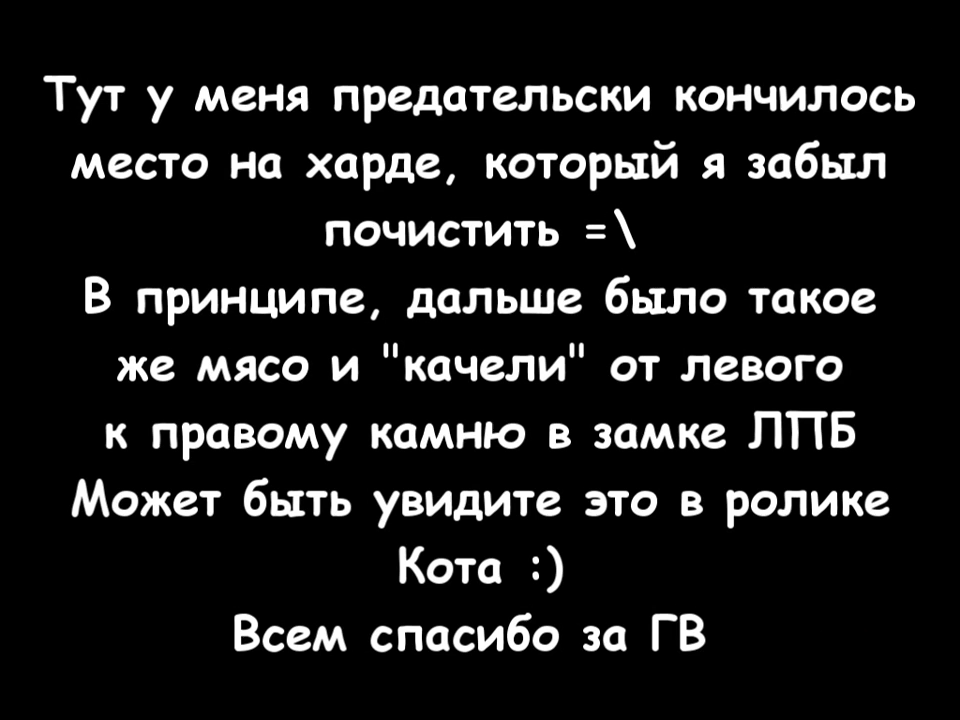 Тут у меня предательски кончилось
место на харде, который я забыл
почистить =\
В принципе, дальше было такое
же мясо и "качели" от левого
к правому камню в замке ЛПБ
Может быть увидите это в ролике
Кота :)
Всем спасибо за ГВ